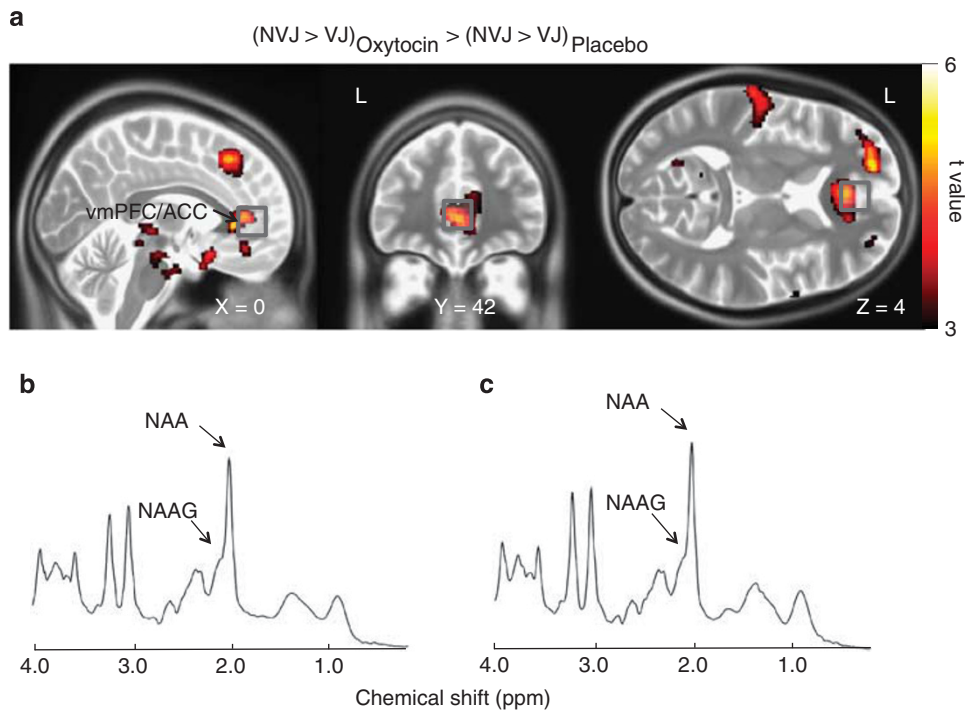 a
(NVJ > VJ)Oxytocin > (NVJ > VJ)Placebo
L
L
6
vmPFC/ACC
t value
X = 0
Y = 42
Z = 4
3
b
c
NAA
NAA
NAAG
NAAG
4.0 3.0 2.0 1.0
4.0 3.0 2.0 1.0
Chemical shift (ppm)